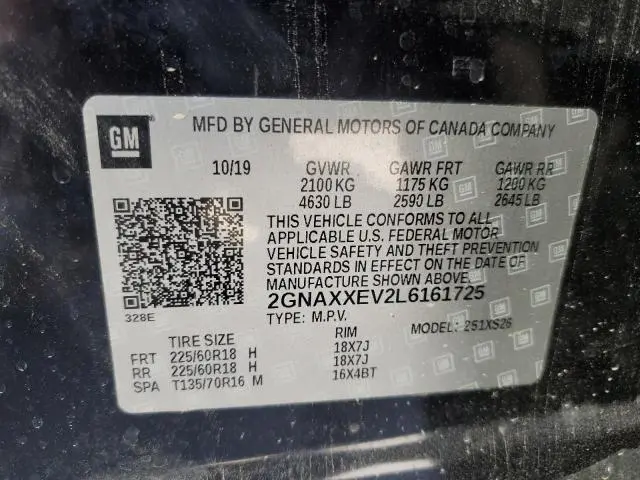 GM
MFD BY GENERAL MOTORS OF CANADA COMPANY
10/19 GVWR GAWR FRT GAWR RR
2100 KG 1175 KG 1200 KG
4630 LB 2590 LB 2645 LB
THIS VEHICLE CONFORMS TO ALL
APPLICABLE U.S. FEDERAL MOTOR
VEHICLE SAFETY AND THEFT PREVENTION
STANDARDS IN EFFECT ON THE DATE OF
MANUFACTURE SHOWN ABOVE.
2GNAXXEV2L6161725
328E
TYPE: M.P.V. MODEL: 251XS26
TIRE SIZE RIM
FRT 225/60R18 H 18X7J
RR 225/60R18 H 18X7J
SPA T135/70R16 M 16X4BT